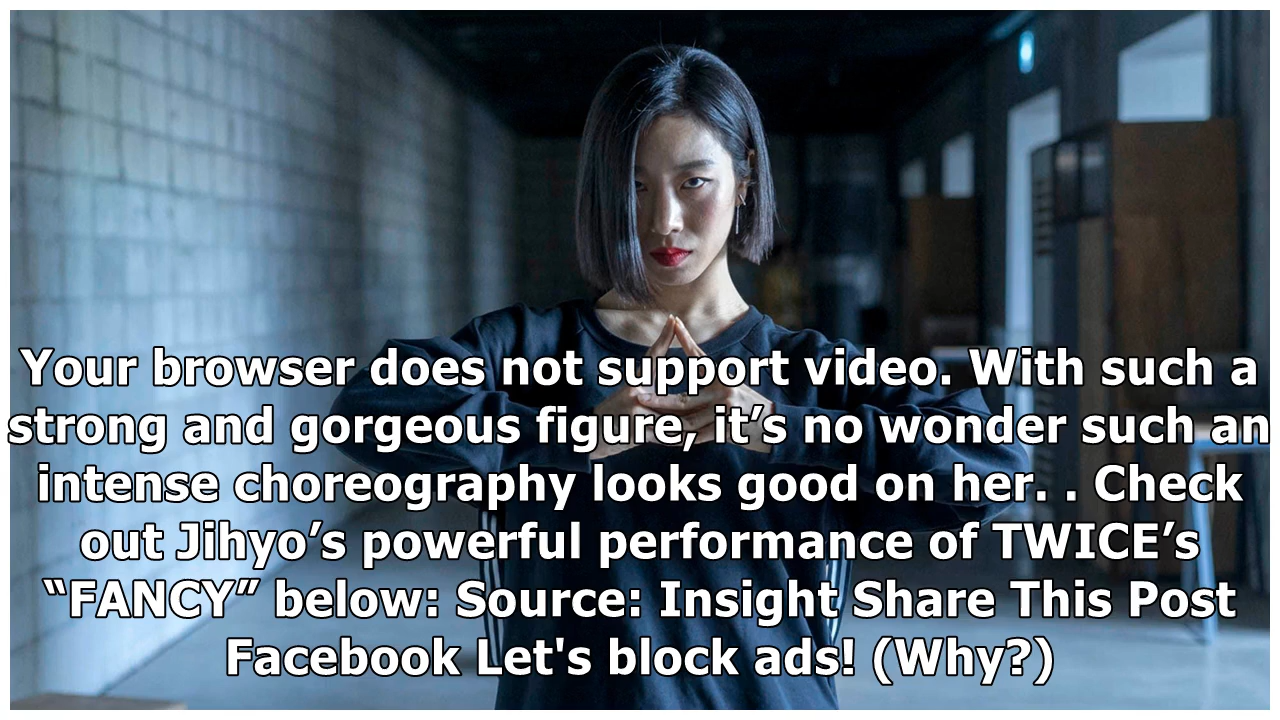 Your browser does not support video. With such a
strong and gorgeous figure, it’s no wonder such an
intense choreography looks good on her. . Check
out Jihyo’s powerful performance of TWICE’s
“FANCY” below: Source: Insight Share This Post
Facebook Let's block ads! (Why?)